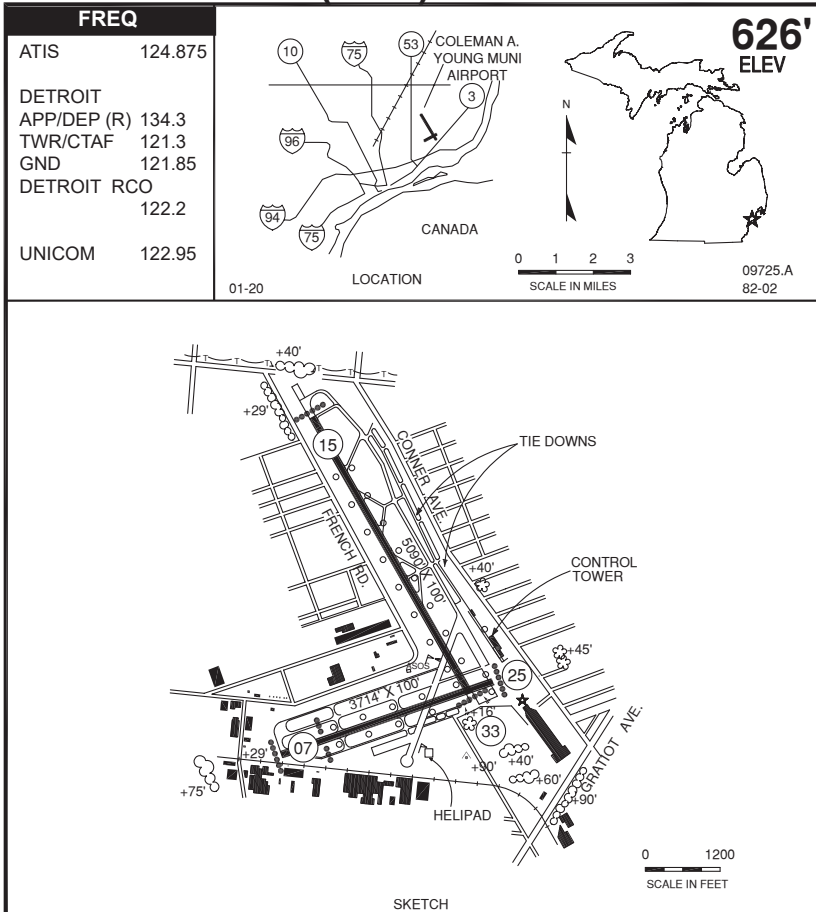 FREQ
ATIS 124.875
DETROIT
APP/DEP (R) 134.3
TWR/CTAF 121.3
GND 121.85
DETROIT RCO
122.2
UNICOM 122.95
10
75
53
COLEMAN A.
YOUNG MUNI
AIRPORT
3
96
94
75
CANADA
LOCATION
01-20
N
0 1 2 3
SCALE IN MILES
626'
ELEV
09725.A
82-02
+40'
T T T T T
+29'
15
CONNER AVE.
TIE DOWNS
FRENCH RD.
5090' X 100'
+40'
CONTROL
TOWER
+45'
ASOS
25
3714' X 100'
+16'
33
07
+29'
+75'
+90'
+40'
+60'
+90'
GRATIOT AVE.
HELIPAD
0 1200
SCALE IN FEET
SKETCH